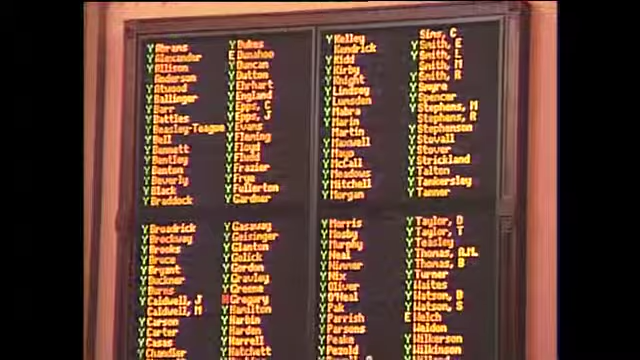 Y Abrams
Y Alexander
Y Allison
Anderson
Y Atwood
Y Ballinger
Y Barr
Y Battles
Y Beasley-Teague
Y Bell
Y Bennett
Y Bentley
Y Benton
Y Beverly
Y Black
Y Braddock
Y Broadrick
Y Brockway
Y Brooks
Bruce
Y Bryant
Y Buckner
Y Burns
Y Caldwell, J
Caldwell, M
Y Carson
Y Carter
Y Casas
Y Chandler
Y Dukes
E Dunahoo
Y Duncan
Y Dutton
Y Ehrhart
Y England
Y Epps, C
Y Epps, J
Y Evans
Y Fleming
Y Floyd
Y Fludd
Y Frazier
Y Frye
Y Fullerton
Y Gardner
Y Gasaway
Y Geisinger
Y Glanton
Y Golick
Y Gordon
Y Gravley
Y Greene
N Gregory
Y Hamilton
Y Hamrick
Y Harbin
Y Harden
Y Harrell
Y Hatchett
Y Kelley
Kendrick
Y Kidd
Y Kirby
Y Knight
Y Lindsey
Y Lunsden
Y Mabra
Y Marin
Martin
Y Maxwell
Y Mayo
Y McCall
Y Meadows
Y Mitchell
Y Morgan
Y Morris
Y Mosby
Y Murphy
Y Neal
Y Nimmer
Y Nix
Y Oliver
Y O'Neal
Y Pak
Y Parrish
Y Parsons
Y Peake
Y Pezold
Sims, C
Y Smith, E
Smith, L
Y Smith, M
Y Smith, R
Y Smyre
Y Spencer
Y Stephens, M
Stephens, R
Y Stephenson
Y Stovall
Y Stover
Y Strickland
Y Talton
Y Tankersley
Y Tanner
Y Taylor, D
Y Taylor, T
Y Teasley
Y Thomas, A.M.
Y Thomas, B
Turner
Y Waites
Y Watson, B
Y Watson, S
E Welch
Weldon
Y Wilkerson
Y Wilkinson